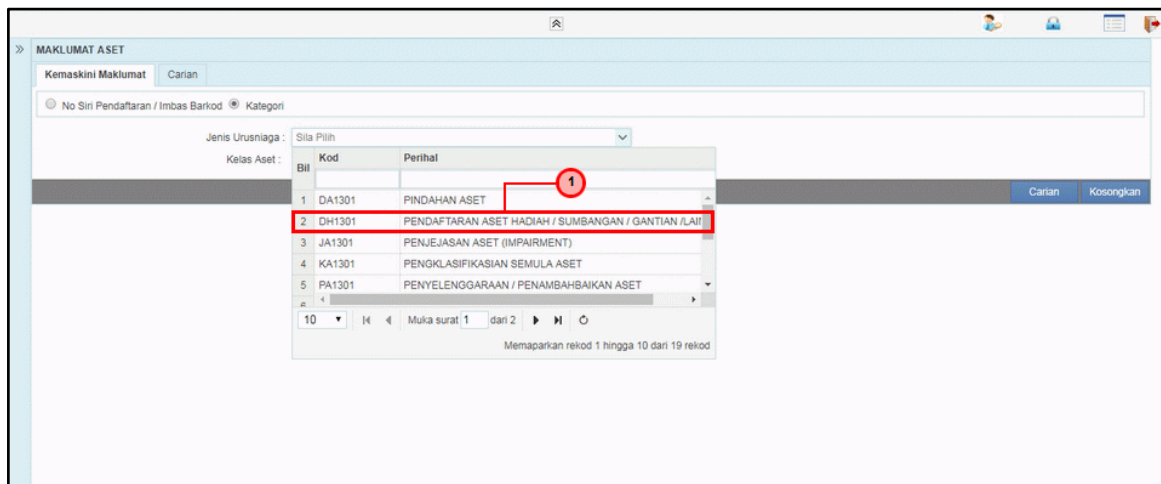 MAKLUMAT ASET
Kemaskini Maklumat Carian
No Siri Pendaftaran / Imbas Barkod Kategori
Jenis Urusniaga : Sila Pilih
Kelas Aset :
Bil Kod Perihal
1
Carian Kosongkan
1 DA1301 PINDAHAN ASET
2 DH1301 PENDAFTARAN ASET HADIAH / SUMBANGAN / GANTIAN /LAIN
3 JA1301 PENJEJASAN ASET (IMPAIRMENT)
4 KA1301 PENGKLASIFIKASIAN SEMULA ASET
5 PA1301 PENYELENGGARAAN / PENAMBAHBAIKAN ASET
10 Muka surat 1 dari 2
Memaparkan rekod 1 hingga 10 dari 19 rekod